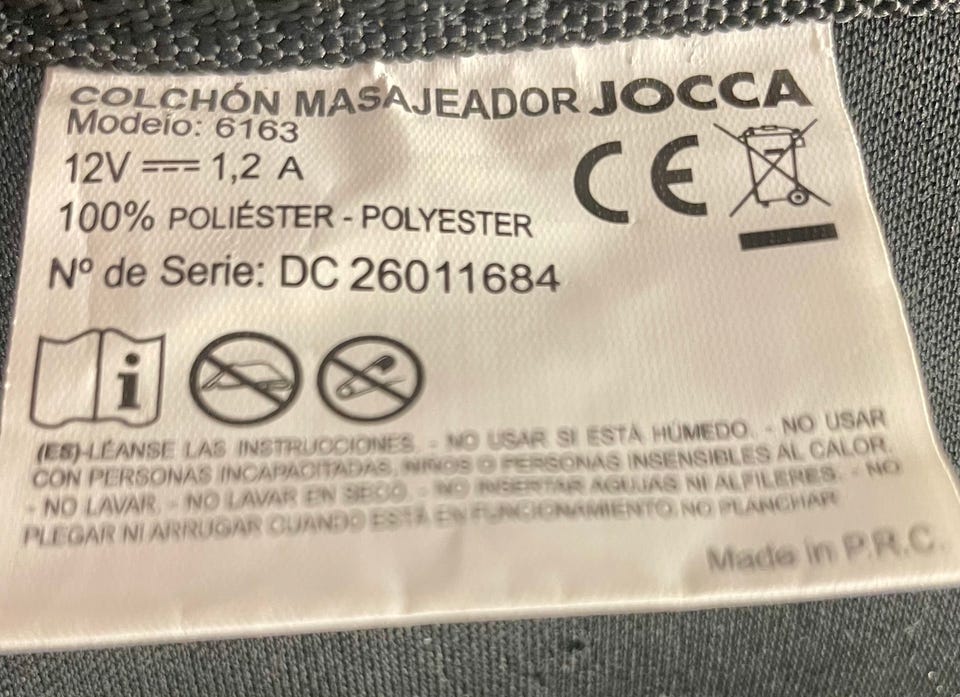 COLCHÓN MASAJEADOR JOCCA
Modelo: 6163
12V 1,2 A
CE
100% POLIÉSTER - POLYESTER
Nº de Serie: DC 26011684
i
(ES)-LÉANSE LAS INSTRUCCIONES. - NO USAR SI ESTÁ HÚMEDO. - NO USAR
CON PERSONAS INCAPACITADAS, NIÑOS O PERSONAS INSENSIBLES AL CALOR.
- NO LAVAR. - NO LAVAR EN SECO. - NO INSERTAR AGUJAS NI ALFILERES. - NO
PLEGAR NI ARRUGAR CUANDO ESTÁ EN FUNCIONAMIENTO. NO PLANCHAR
Made in P.R.C.